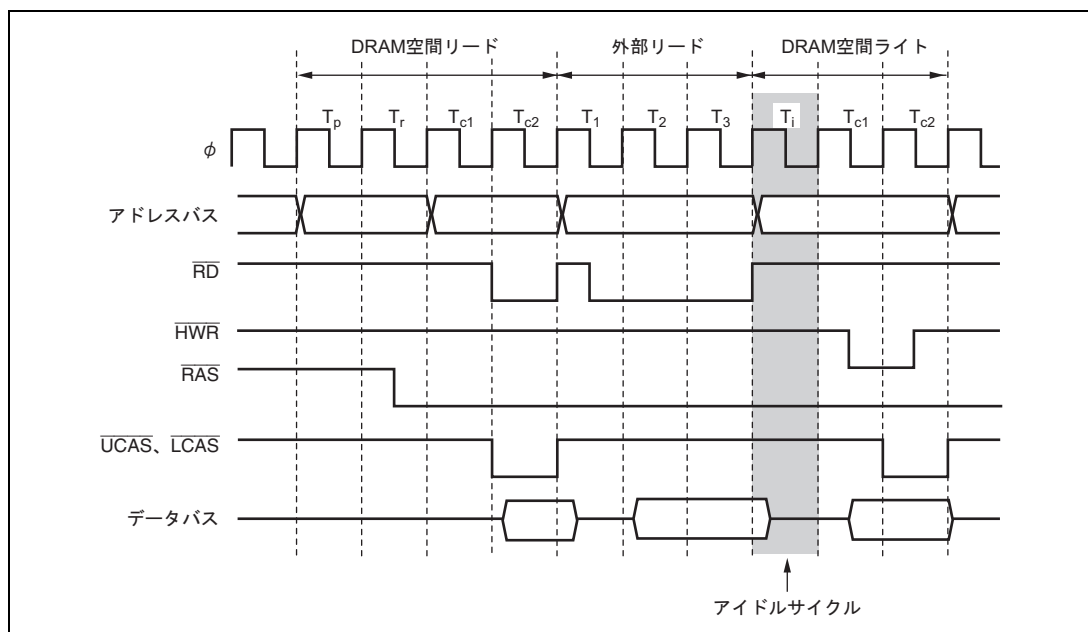 DRAM空間リード 外部リード DRAM空間ライト
Tp Tr Tc1 Tc2 T1 T2 T3 Ti Tc1 Tc2
φ
アドレスバス
RD
HWR
RAS
UCAS、LCAS
データバス
アイドルサイクル